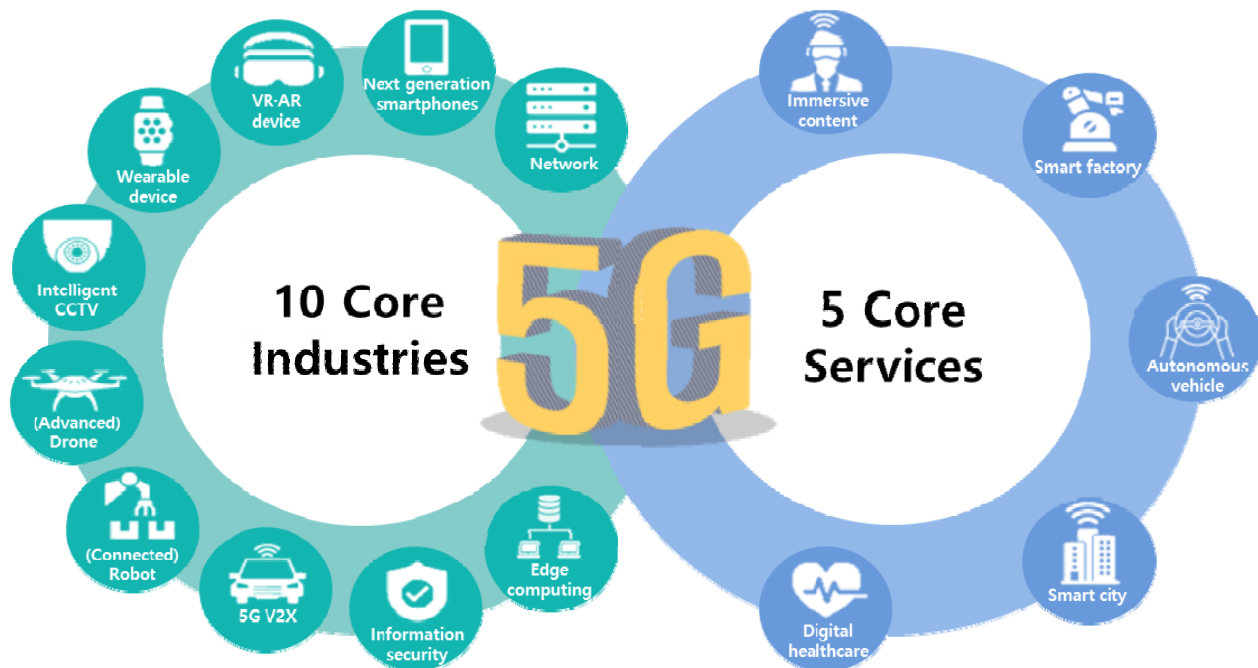 10 Core
Industries
5G
5 Core
Services
Network
Next generation
smartphones
VR·AR
device
Wearable
device
Intelligent
CCTV
(Advanced)
Drone
(Connected)
Robot
5G V2X
Information
security
Edge
computing
Immersive
content
Smart factory
Autonomous
vehicle
Smart city
Digital
healthcare